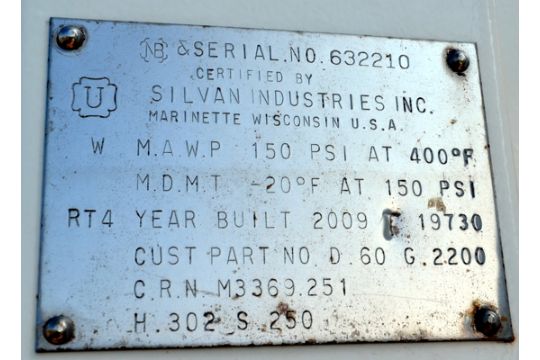 NB & SERIAL. NO. 632210
CERTIFIED BY
U SILVAN INDUSTRIES INC.
MARINETTE WISCONSIN U.S.A.
W M.A.W.P 150 PSI AT 400°F
M.D.M.T -20°F AT 150 PSI
RT4 YEAR BUILT 2009 T 19730
CUST PART NO D.60 G.2200
C.R.N. M3369.251
H.302 S 250